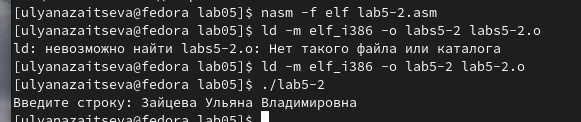 [ulyanazaitseva@fedora lab05]$ nasm -f elf lab5-2.asm
[ulyanazaitseva@fedora lab05]$ ld -m elf_i386 -o labs5-2 labs5-2.o
ld: невозможно найти labs5-2.o: Нет такого файла или каталога
[ulyanazaitseva@fedora lab05]$ ld -m elf_i386 -o lab5-2 lab5-2.o
[ulyanazaitseva@fedora lab05]$ ./lab5-2
Введите строку: Зайцева Ульяна Владимировна
[ulyanazaitseva@fedora lab05]$